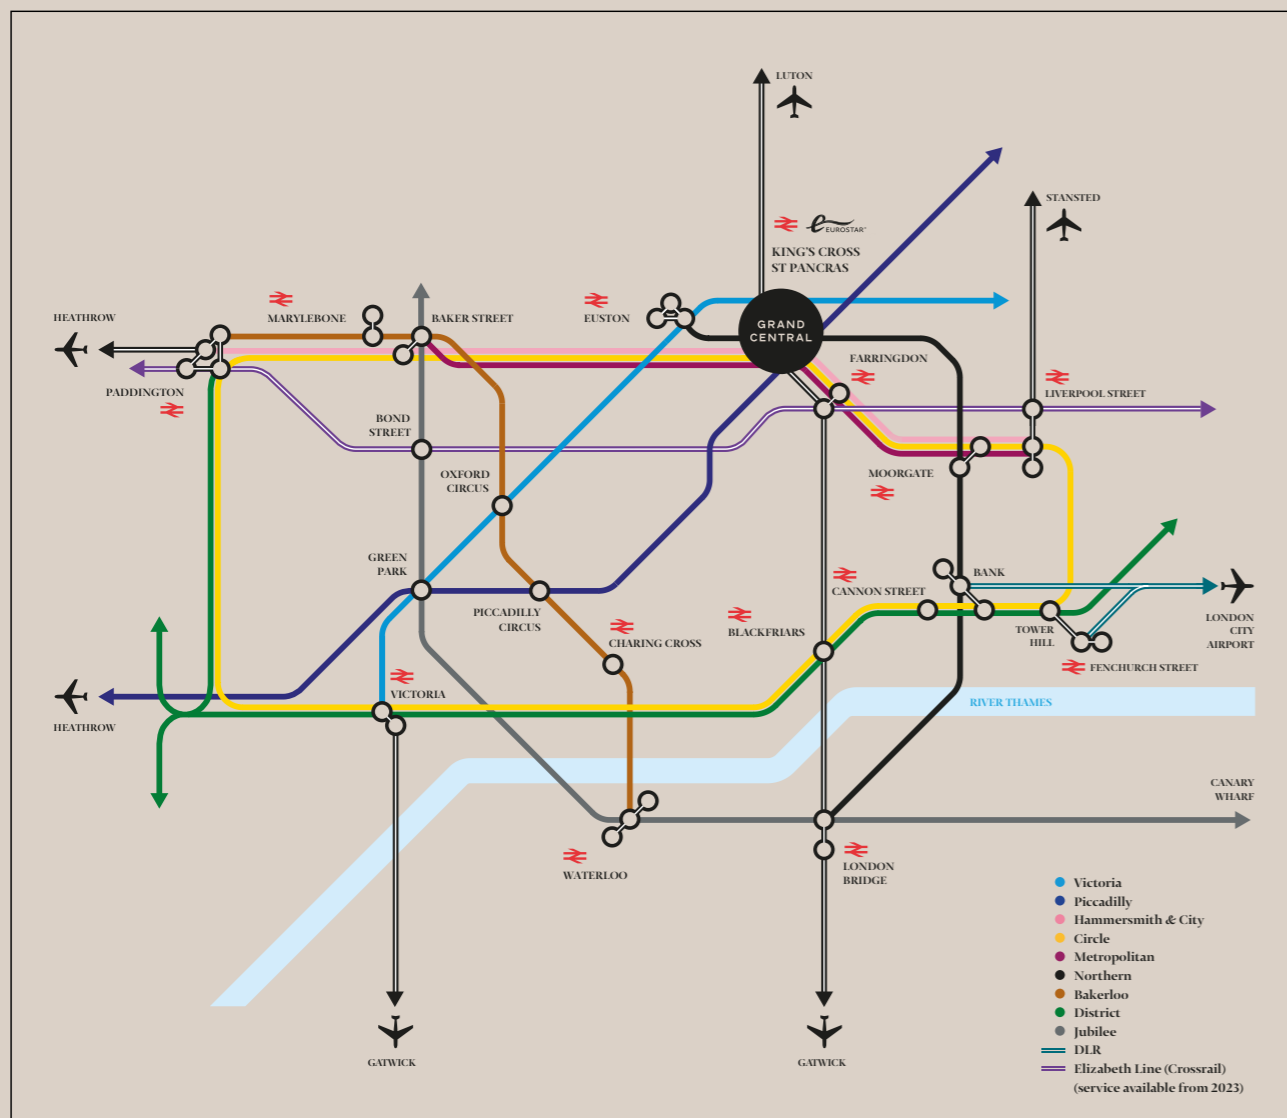 LUTON
STANSTED
EUROSTAR
KING'S CROSS
ST PANCRAS
HEATHROW
MARYLEBONE
BAKER STREET
EUSTON
GRAND
CENTRAL
FARRINGDON
PADDINGTON
LIVERPOOL STREET
BOND
STREET
OXFORD
CIRCUS
MOORGATE
GREEN
PARK
BANK
CANNON STREET
PICCADILLY
CIRCUS
CHARING CROSS
BLACKFRIARS
TOWER
HILL
LONDON
CITY
AIRPORT
FENCHURCH STREET
VICTORIA
HEATHROW
RIVER THAMES
CANARY
WHARF
WATERLOO
LONDON
BRIDGE
GATWICK
GATWICK
Victoria
Piccadilly
Hammersmith & City
Circle
Metropolitan
Northern
Bakerloo
District
Jubilee
DLR
Elizabeth Line (Crossrail)
(service available from 2023)